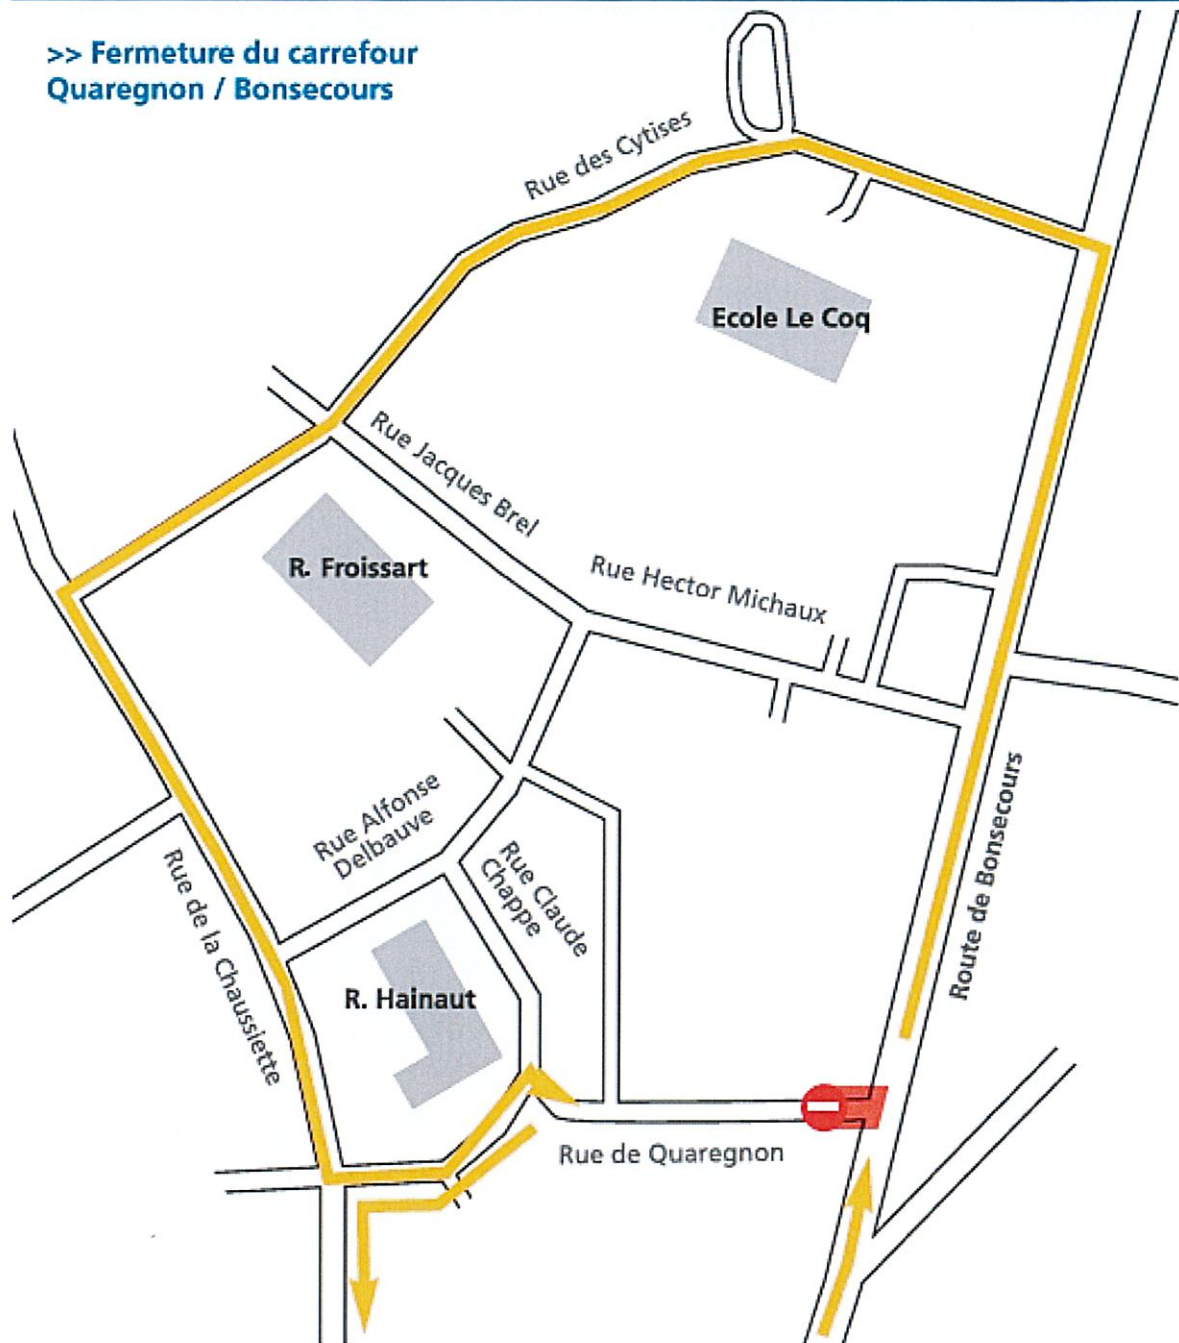 >> Fermeture du carrefour
Quaregnon / Bonsecours
Rue des Cytises
Ecole Le Coq
Rue Jacques Brel
R. Froissart
Rue Hector Michaux
Rue Alfonse
Delbauve
Rue Claude
Chappe
Route de Bonsecours
Rue de la Chaussiette
R. Hainaut
Rue de Quaregnon